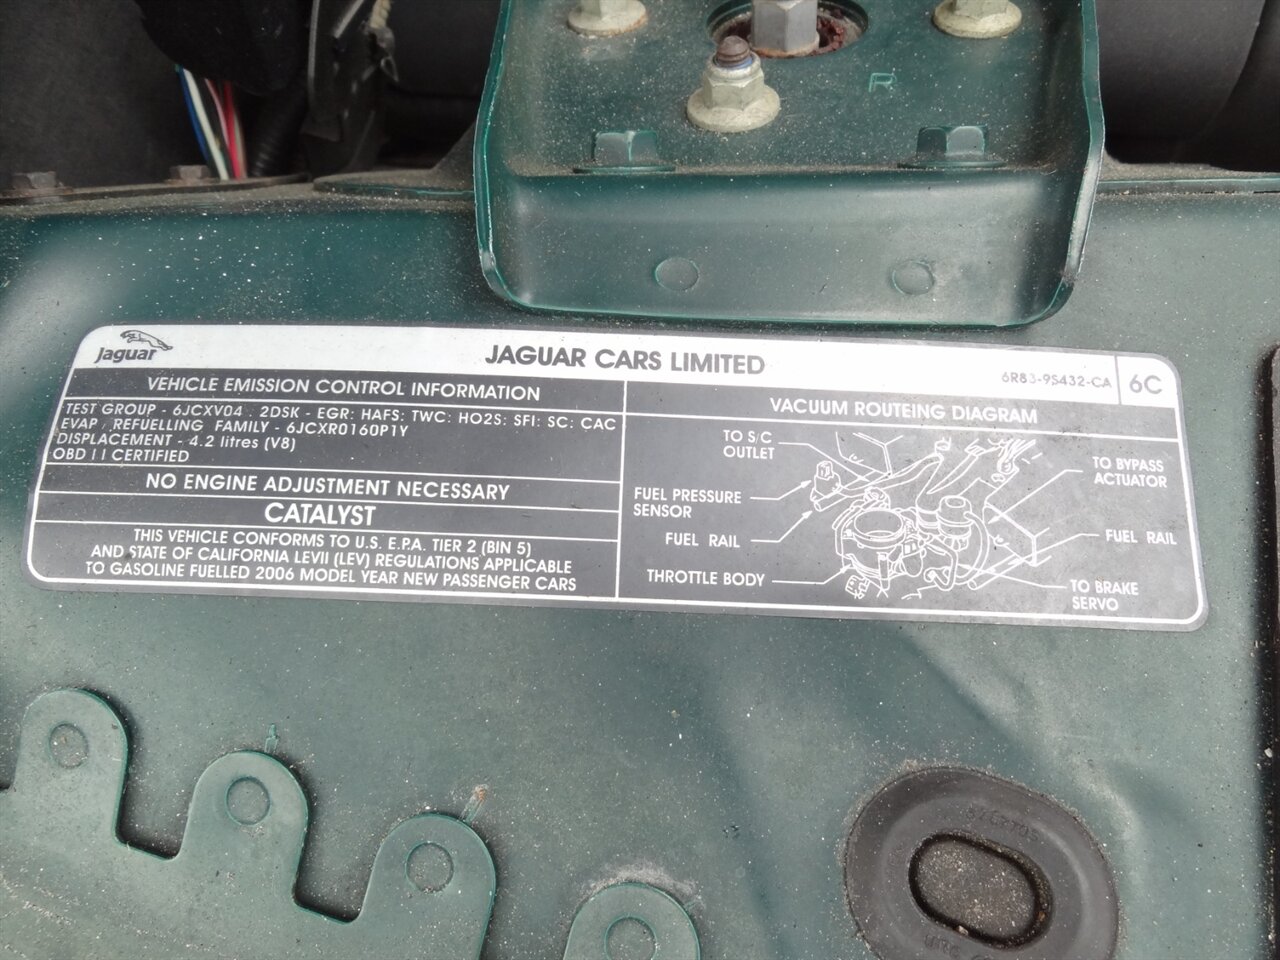 R
Jaguar
JAGUAR CARS LIMITED
6R83-9S432-CA
6C
VEHICLE EMISSION CONTROL INFORMATION
TEST GROUP - 6JCXV04 . 2DSK - EGR: HAFS: TWC: HO2S: SFI: SC: CAC
EVAP . REFUELLING FAMILY - 6JCXR0160P1Y
DISPLACEMENT - 4.2 litres (V8)
OBD II CERTIFIED
NO ENGINE ADJUSTMENT NECESSARY
CATALYST
THIS VEHICLE CONFORMS TO U.S. E.P.A. TIER 2 (BIN 5)
AND STATE OF CALIFORNIA LEVII (LEV) REGULATIONS APPLICABLE
TO GASOLINE FUELLED 2006 MODEL YEAR NEW PASSENGER CARS
VACUUM ROUTEING DIAGRAM
TO S/C
OUTLET
FUEL PRESSURE
SENSOR
FUEL RAIL
THROTTLE BODY
TO BYPASS
ACTUATOR
FUEL RAIL
TO BRAKE
SERVO